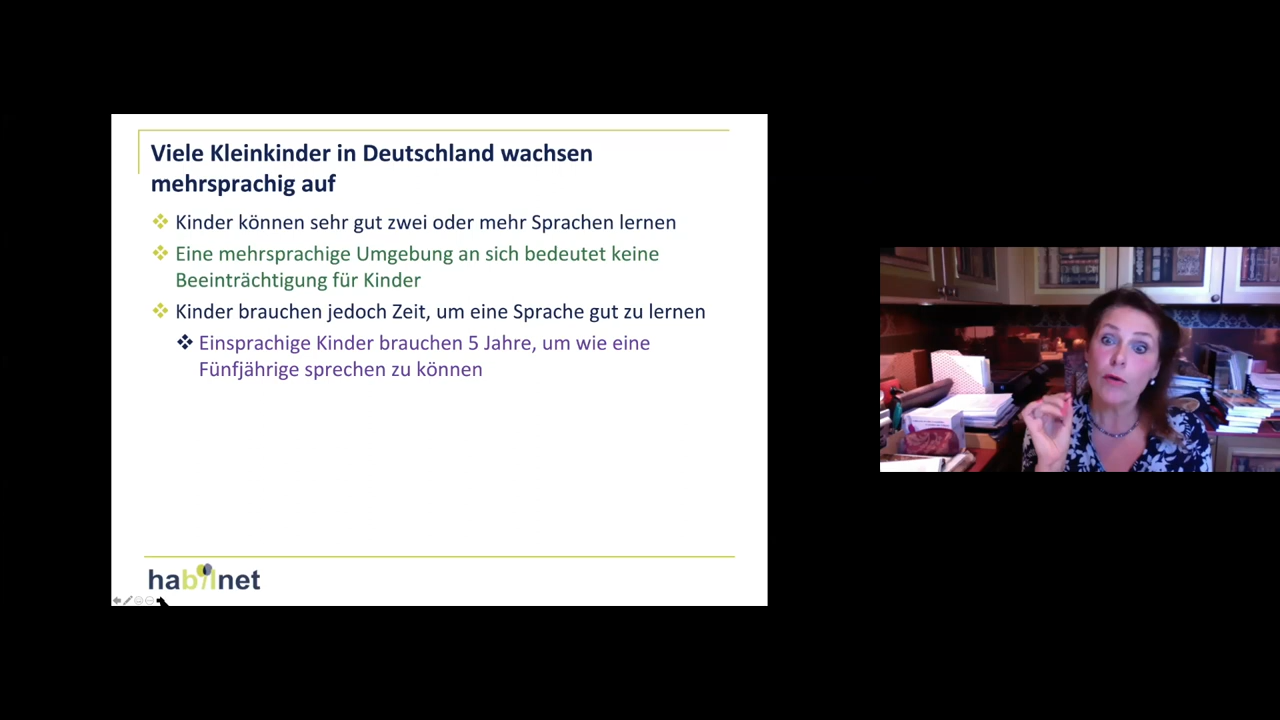 Viele Kleinkinder in Deutschland wachsen
mehrsprachig auf
Kinder können sehr gut zwei oder mehr Sprachen lernen
Eine mehrsprachige Umgebung an sich bedeutet keine
Beeinträchtigung für Kinder
Kinder brauchen jedoch Zeit, um eine Sprache gut zu lernen
Einsprachige Kinder brauchen 5 Jahre, um wie eine
Fünfjährige sprechen zu können
habilnet